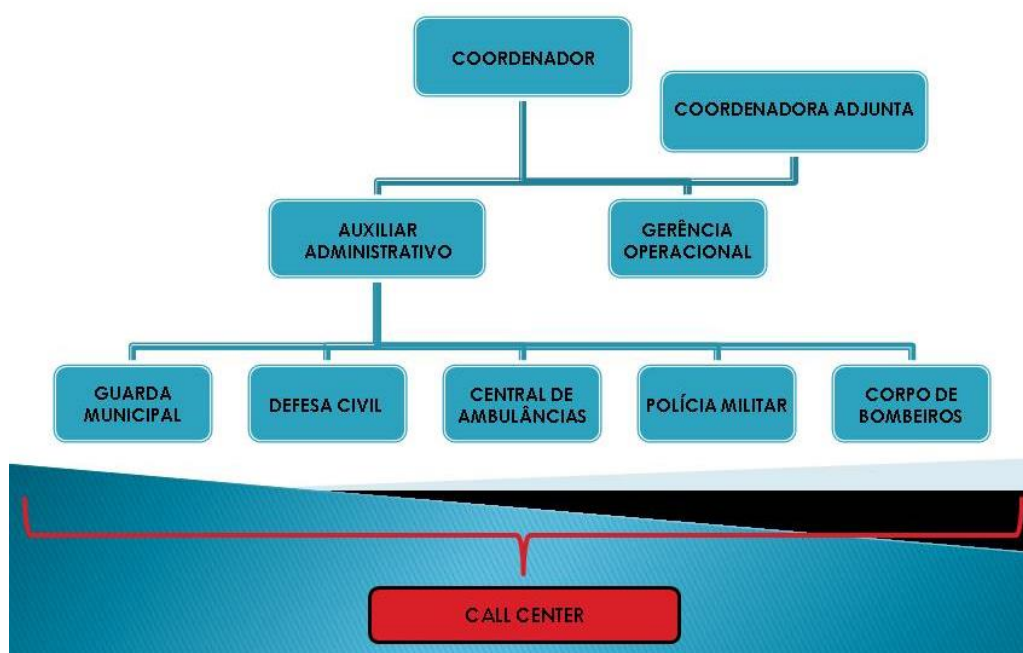 COORDENADOR
COORDENADORA ADJUNTA
AUXILIAR
ADMINISTRATIVO
GERÊNCIA
OPERACIONAL
GUARDA
MUNICIPAL
DEFESA CIVIL
CENTRAL DE
AMBULÂNCIAS
POLÍCIA MILITAR
CORPO DE
BOMBEIROS
CALL CENTER